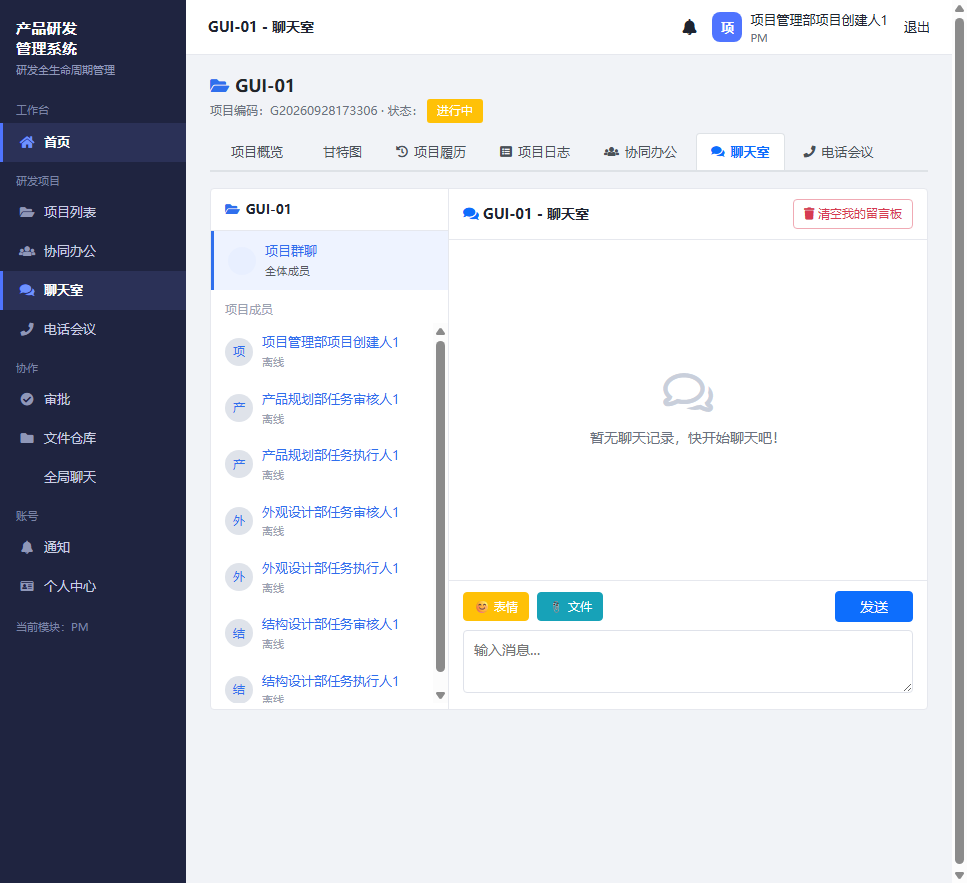 产品研发
管理系统
研发全生命周期管理
工作台
首页
研发项目
项目列表
协同办公
聊天室
电话会议
协作
审批
文件仓库
全局聊天
账号
通知
个人中心
当前模块：PM
GUI-01 - 聊天室
项
项目管理部项目创建人1
PM
退出
GUI-01
项目编码：G20260928173306 · 状态：
进行中
项目概览
甘特图
项目履历
项目日志
协同办公
聊天室
电话会议
GUI-01
项目群聊
全体成员
项目成员
项
项目管理部项目创建人1
离线
产
产品规划部任务审核人1
离线
产
产品规划部任务执行人1
离线
外
外观设计部任务审核人1
离线
外
外观设计部任务执行人1
离线
结
结构设计部任务审核人1
离线
结
结构设计部任务执行人1
离线
GUI-01 - 聊天室
清空我的留言板
暂无聊天记录，快开始聊天吧！
表情
文件
发送
输入消息...